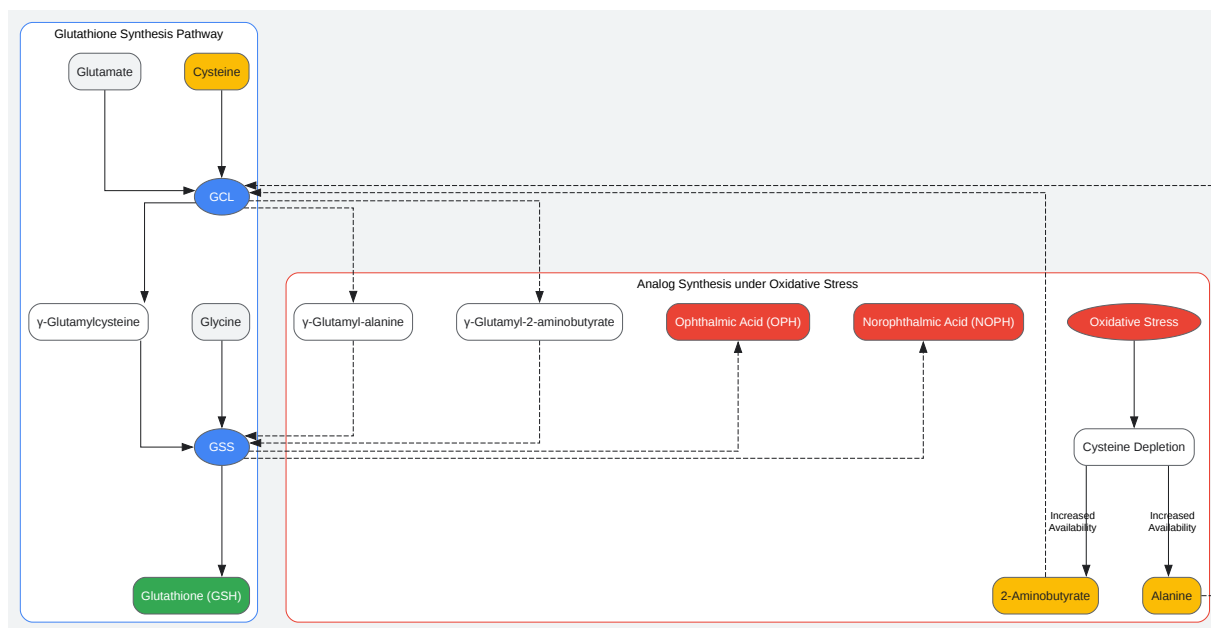 Glutathione Synthesis Pathway
Glutamate
Cysteine
GCL
Analog Synthesis under Oxidative Stress
γ-Glutamylcysteine
Glycine
γ-Glutamyl-alanine
γ-Glutamyl-2-aminobutyrate
Ophthalmic Acid (OPH)
Norophthalmic Acid (NOPH)
Oxidative Stress
GSS
Cysteine Depletion
Increased
Availability
Increased
Availability
Glutathione (GSH)
2-Aminobutyrate
Alanine